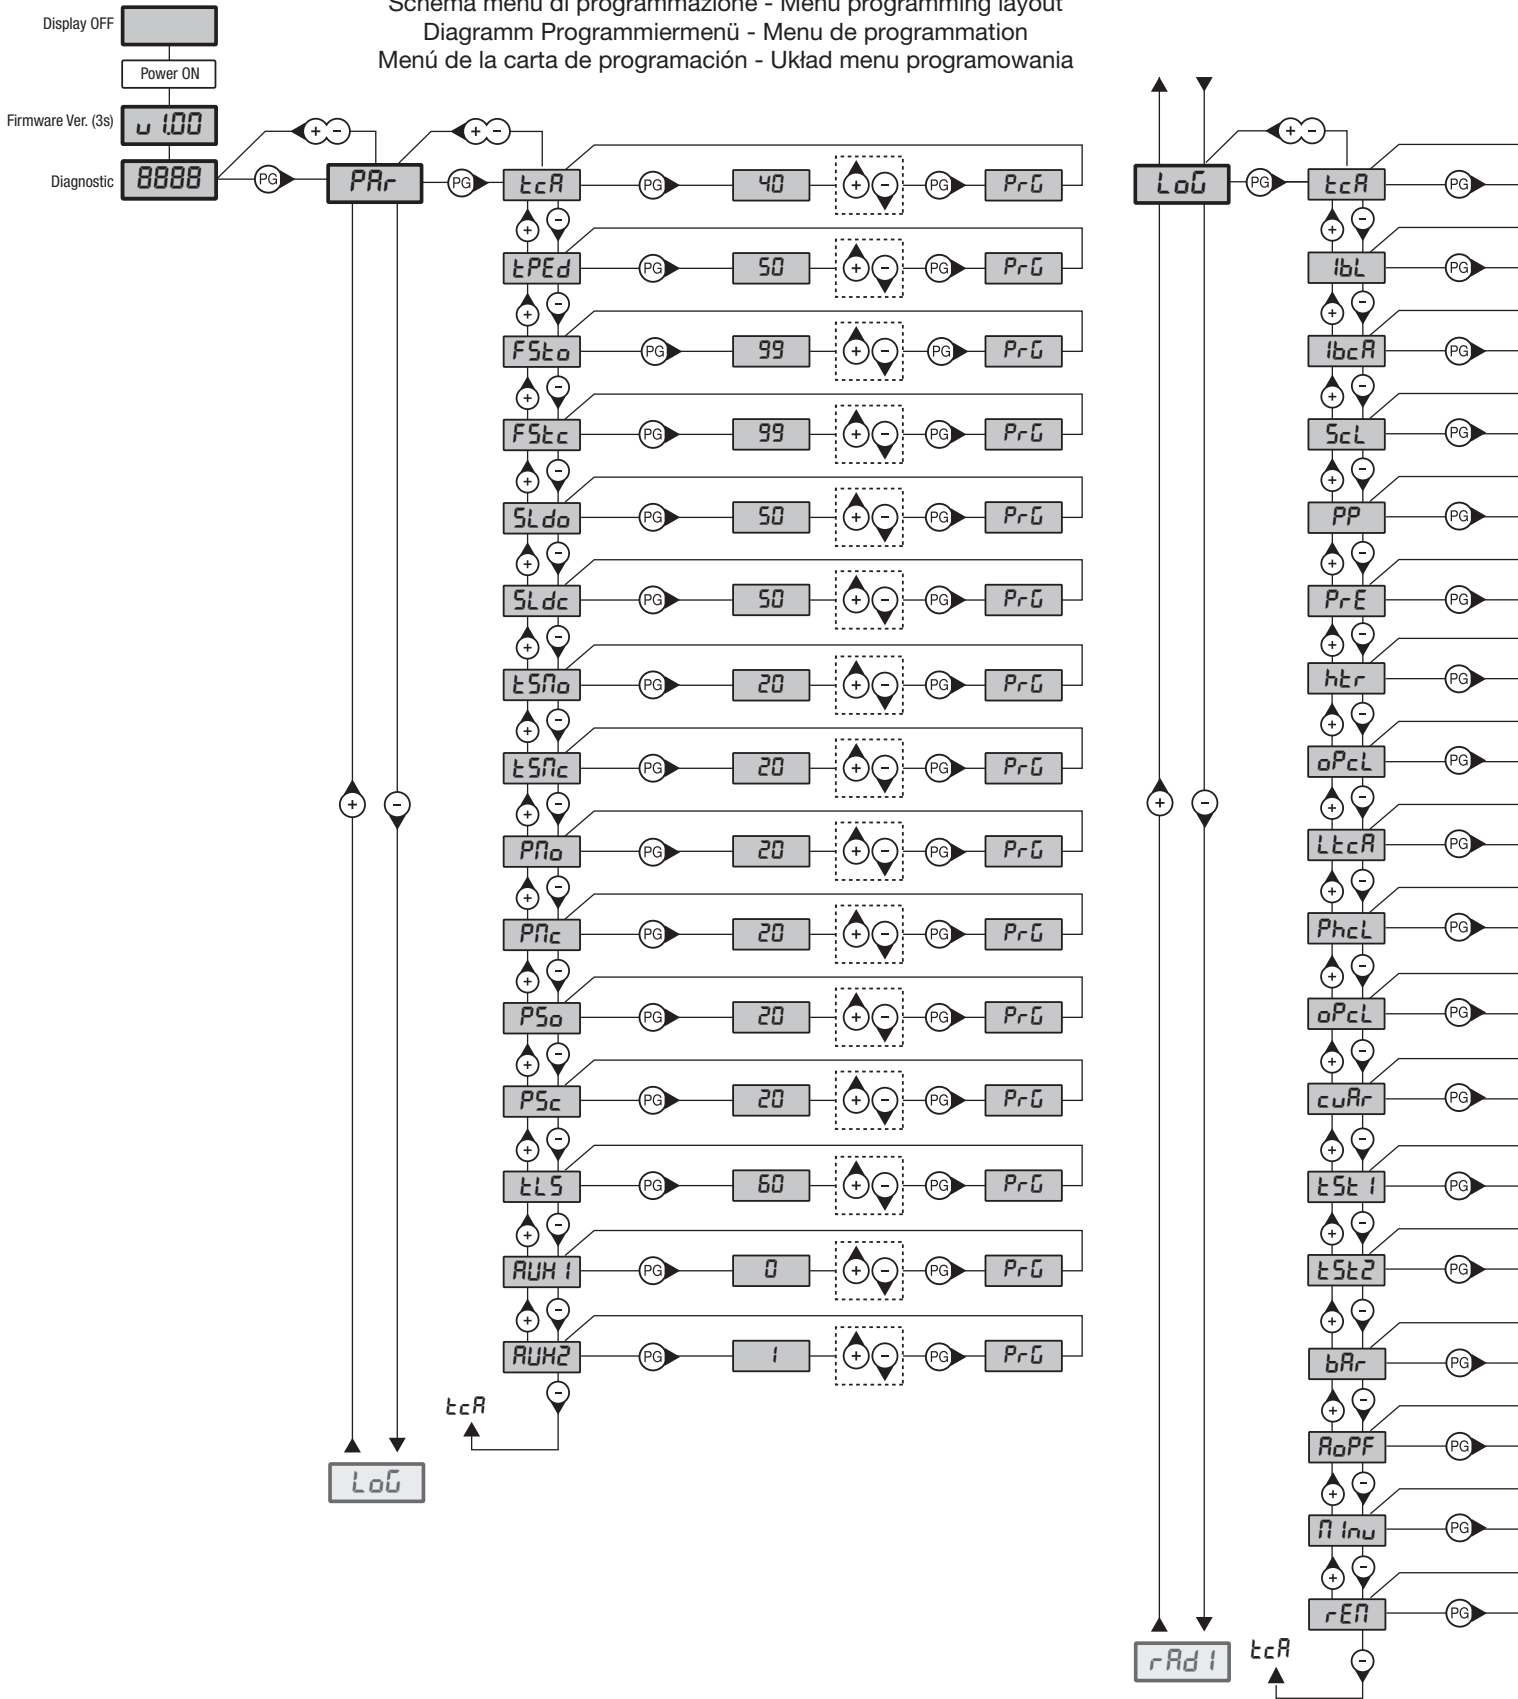 Schema menu di programmazione - Menu programming layout
Diagramm Programmiermenü - Menu de programmation
Menú de la carta de programación - Układ menu programowania
Display OFF
Power ON
Firmware Ver. (3s)
v 1.00
Diagnostic
8888
+ -
PG
PAr
+ -
PG
tcA
PG
40
+ -
PG
PrG
+ -
tPEd
PG
50
+ -
PG
PrG
+ -
FSto
PG
99
+ -
PG
PrG
+ -
FStc
PG
99
+ -
PG
PrG
+ -
SLdo
PG
50
+ -
PG
PrG
+ -
SLdc
PG
50
+ -
PG
PrG
+ -
tSMo
PG
20
+ -
PG
PrG
+ -
tSMc
PG
20
+ -
PG
PrG
+ -
PMo
PG
20
+ -
PG
PrG
+ -
PMc
PG
20
+ -
PG
PrG
+ -
PSo
PG
20
+ -
PG
PrG
+ -
PSc
PG
20
+ -
PG
PrG
+ -
tLS
PG
60
+ -
PG
PrG
+ -
AUH1
PG
0
+ -
PG
PrG
+ -
AUH2
PG
1
+ -
PG
PrG
-
tcA
+ -
LoG
LoG
PG
+ -
tcA
PG
+ -
IbL
PG
+ -
IbcA
PG
+ -
ScL
PG
+ -
PP
PG
+ -
PrE
PG
+ -
htr
PG
+ -
oPcL
PG
+ -
LtcA
PG
+ -
PhcL
PG
+ -
oPcL
PG
+ -
cvAr
PG
+ -
tSt1
PG
+ -
tSt2
PG
+ -
bAr
PG
+ -
AoPF
PG
+ -
MInv
PG
+ -
rEM
PG
-
tcA
+ -
rAd1